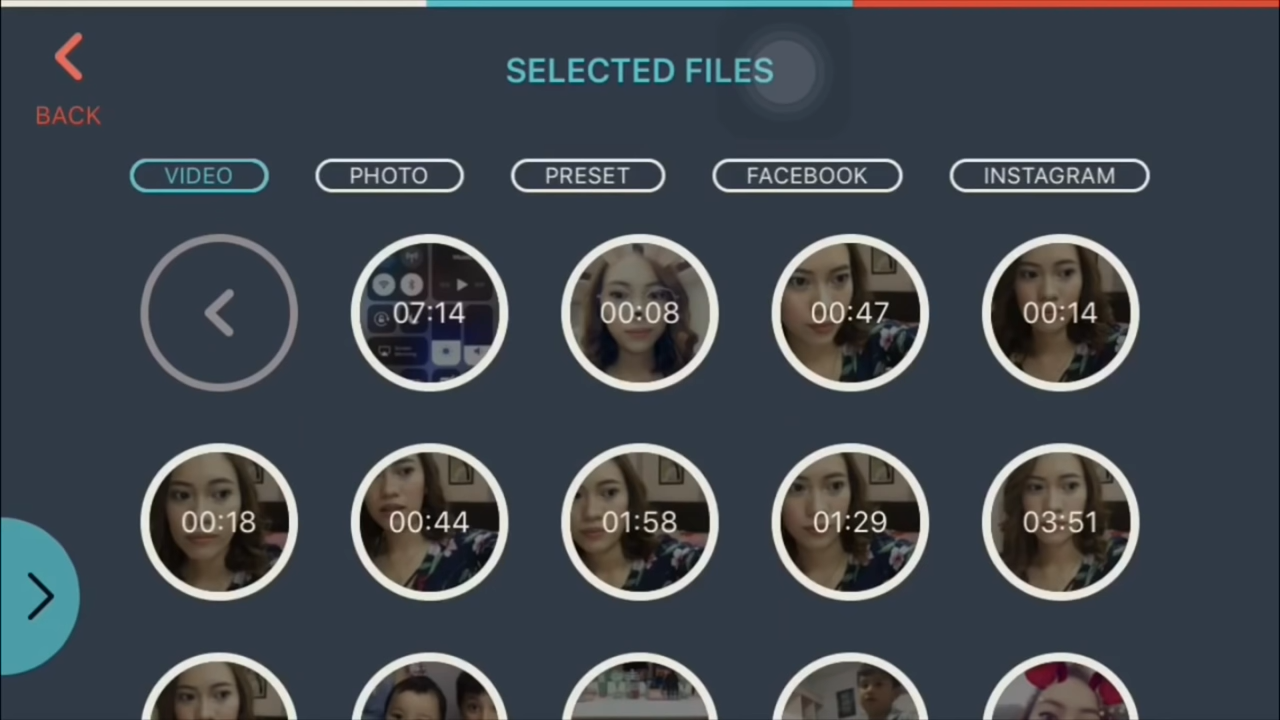 SELECTED FILES
BACK
VIDEO PHOTO PRESET FACEBOOK INSTAGRAM
07:14 00:08 00:47 00:14
00:18 00:44 01:58 01:29 03:51